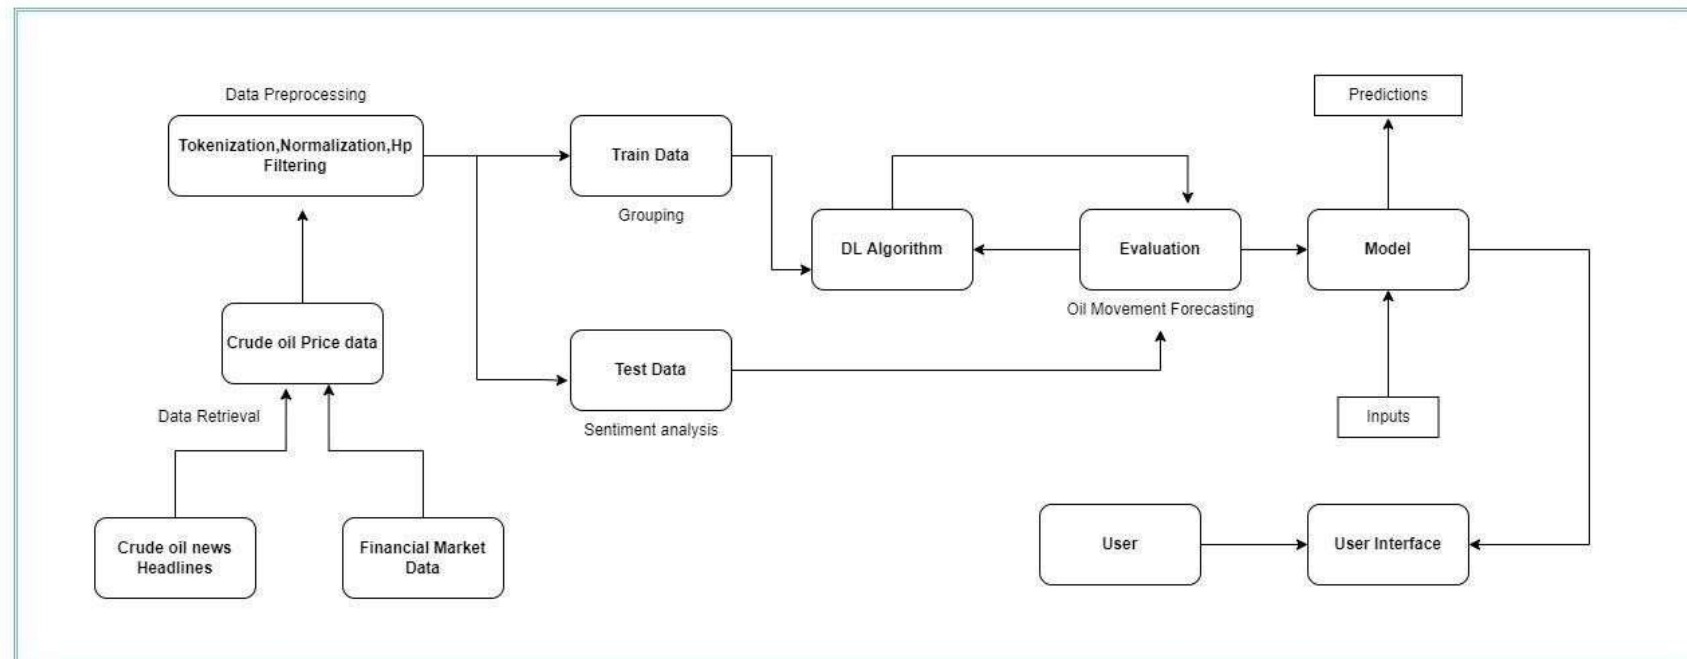 Data Preprocessing
Tokenization,Normalization,Hp
Filtering
Train Data
Grouping
Predictions
DL Algorithm
Evaluation
Model
Oil Movement Forecasting
Crude oil Price data
Test Data
Sentiment analysis
Data Retrieval
Inputs
Crude oil news
Headlines
Financial Market
Data
User
User Interface